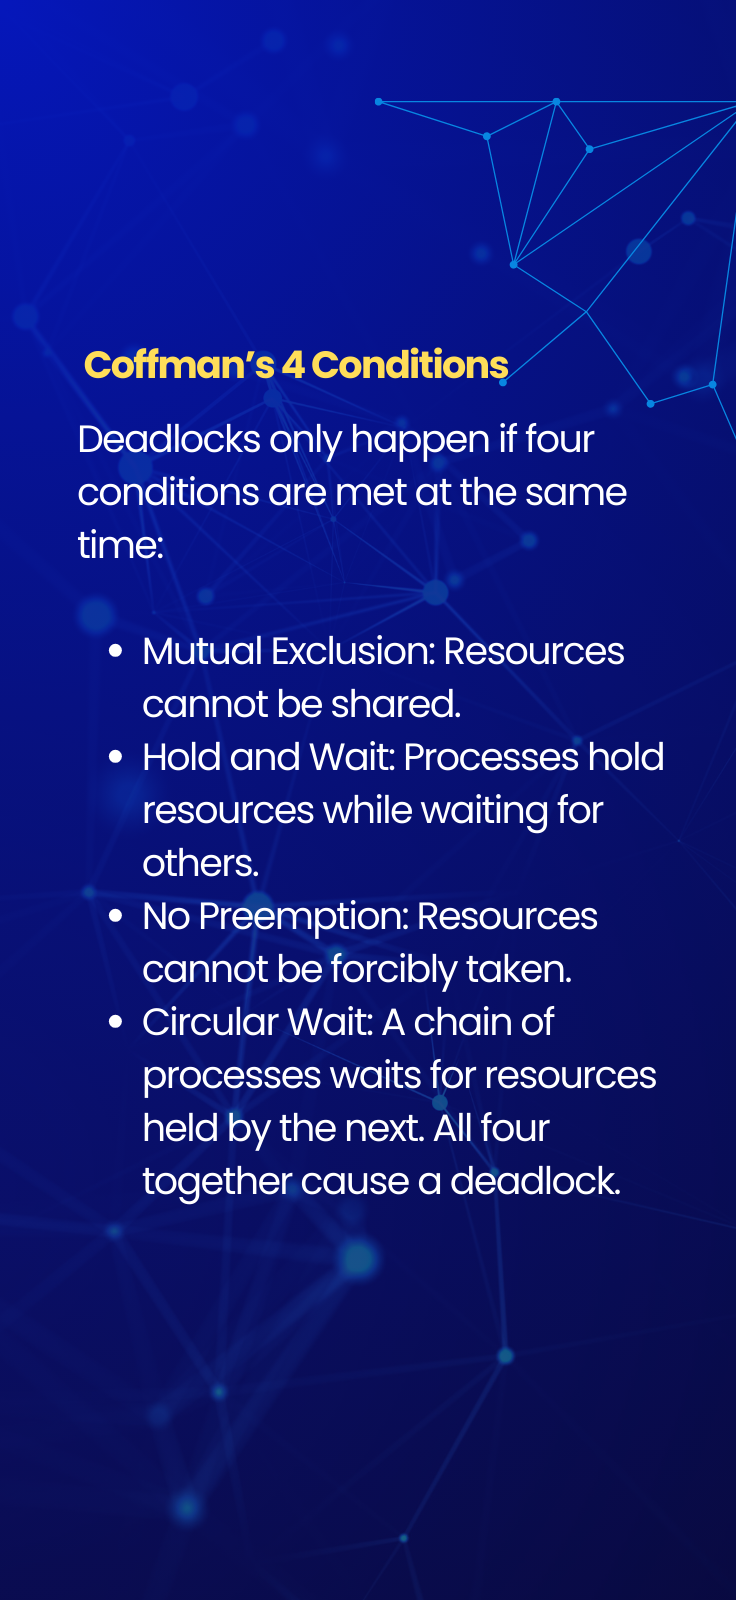 Coffman’s 4 Conditions
Deadlocks only happen if four
conditions are met at the same
time:
• Mutual Exclusion: Resources
cannot be shared.
• Hold and Wait: Processes hold
resources while waiting for
others.
• No Preemption: Resources
cannot be forcibly taken.
• Circular Wait: A chain of
processes waits for resources
held by the next. All four
together cause a deadlock.